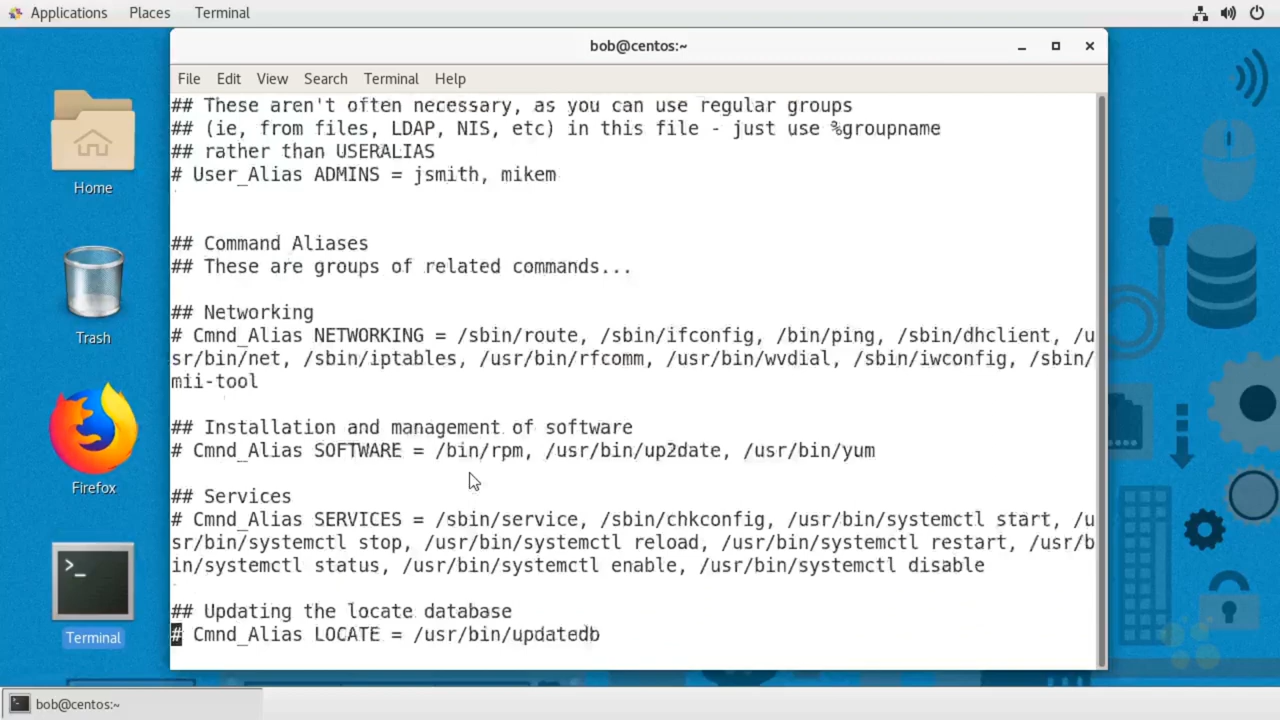 Applications Places Terminal
bob@centos:~
File Edit View Search Terminal Help
## These aren't often necessary, as you can use regular groups
## (ie, from files, LDAP, NIS, etc) in this file - just use %groupname
## rather than USERALIAS
# User_Alias ADMINS = jsmith, mikem
## Command Aliases
## These are groups of related commands...
## Networking
# Cmnd_Alias NETWORKING = /sbin/route, /sbin/ifconfig, /bin/ping, /sbin/dhclient, /u
sr/bin/net, /sbin/iptables, /usr/bin/rfcomm, /usr/bin/wvdial, /sbin/iwconfig, /sbin/
mii-tool
## Installation and management of software
# Cmnd_Alias SOFTWARE = /bin/rpm, /usr/bin/up2date, /usr/bin/yum
## Services
# Cmnd_Alias SERVICES = /sbin/service, /sbin/chkconfig, /usr/bin/systemctl start, /u
sr/bin/systemctl stop, /usr/bin/systemctl reload, /usr/bin/systemctl restart, /usr/b
in/systemctl status, /usr/bin/systemctl enable, /usr/bin/systemctl disable
## Updating the locate database
# Cmnd_Alias LOCATE = /usr/bin/updatedb
Home
Trash
Firefox
>_
Terminal
bob@centos:~